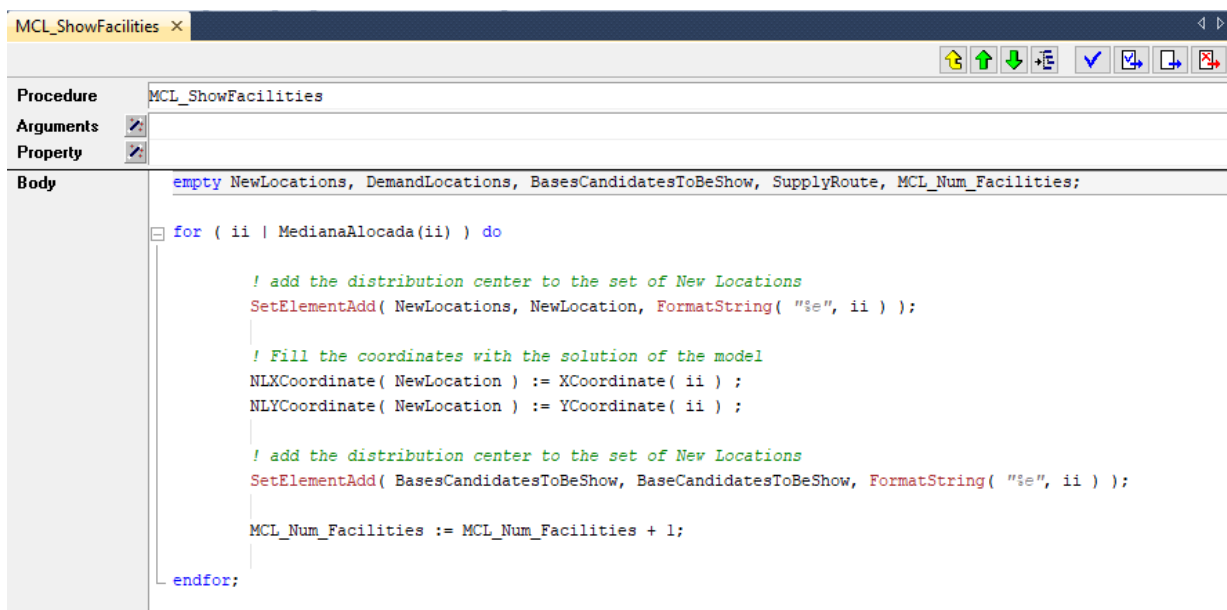 MCL_ShowFacilities
Procedure MCL_ShowFacilities
Arguments
Property
Body empty NewLocations, DemandLocations, BasesCandidatesToBeShow, SupplyRoute, MCL_Num_Facilities;
for ( ii | MedianaAlocada(ii) ) do
! add the distribution center to the set of New Locations
SetElementAdd( NewLocations, NewLocation, FormatString( "%e", ii ) );
! Fill the coordinates with the solution of the model
NLXCoordinate( NewLocation ) := XCoordinate( ii ) ;
NLYCoordinate( NewLocation ) := YCoordinate( ii ) ;
! add the distribution center to the set of New Locations
SetElementAdd( BasesCandidatesToBeShow, BaseCandidatesToBeShow, FormatString( "%e", ii ) );
MCL_Num_Facilities := MCL_Num_Facilities + 1;
endfor;